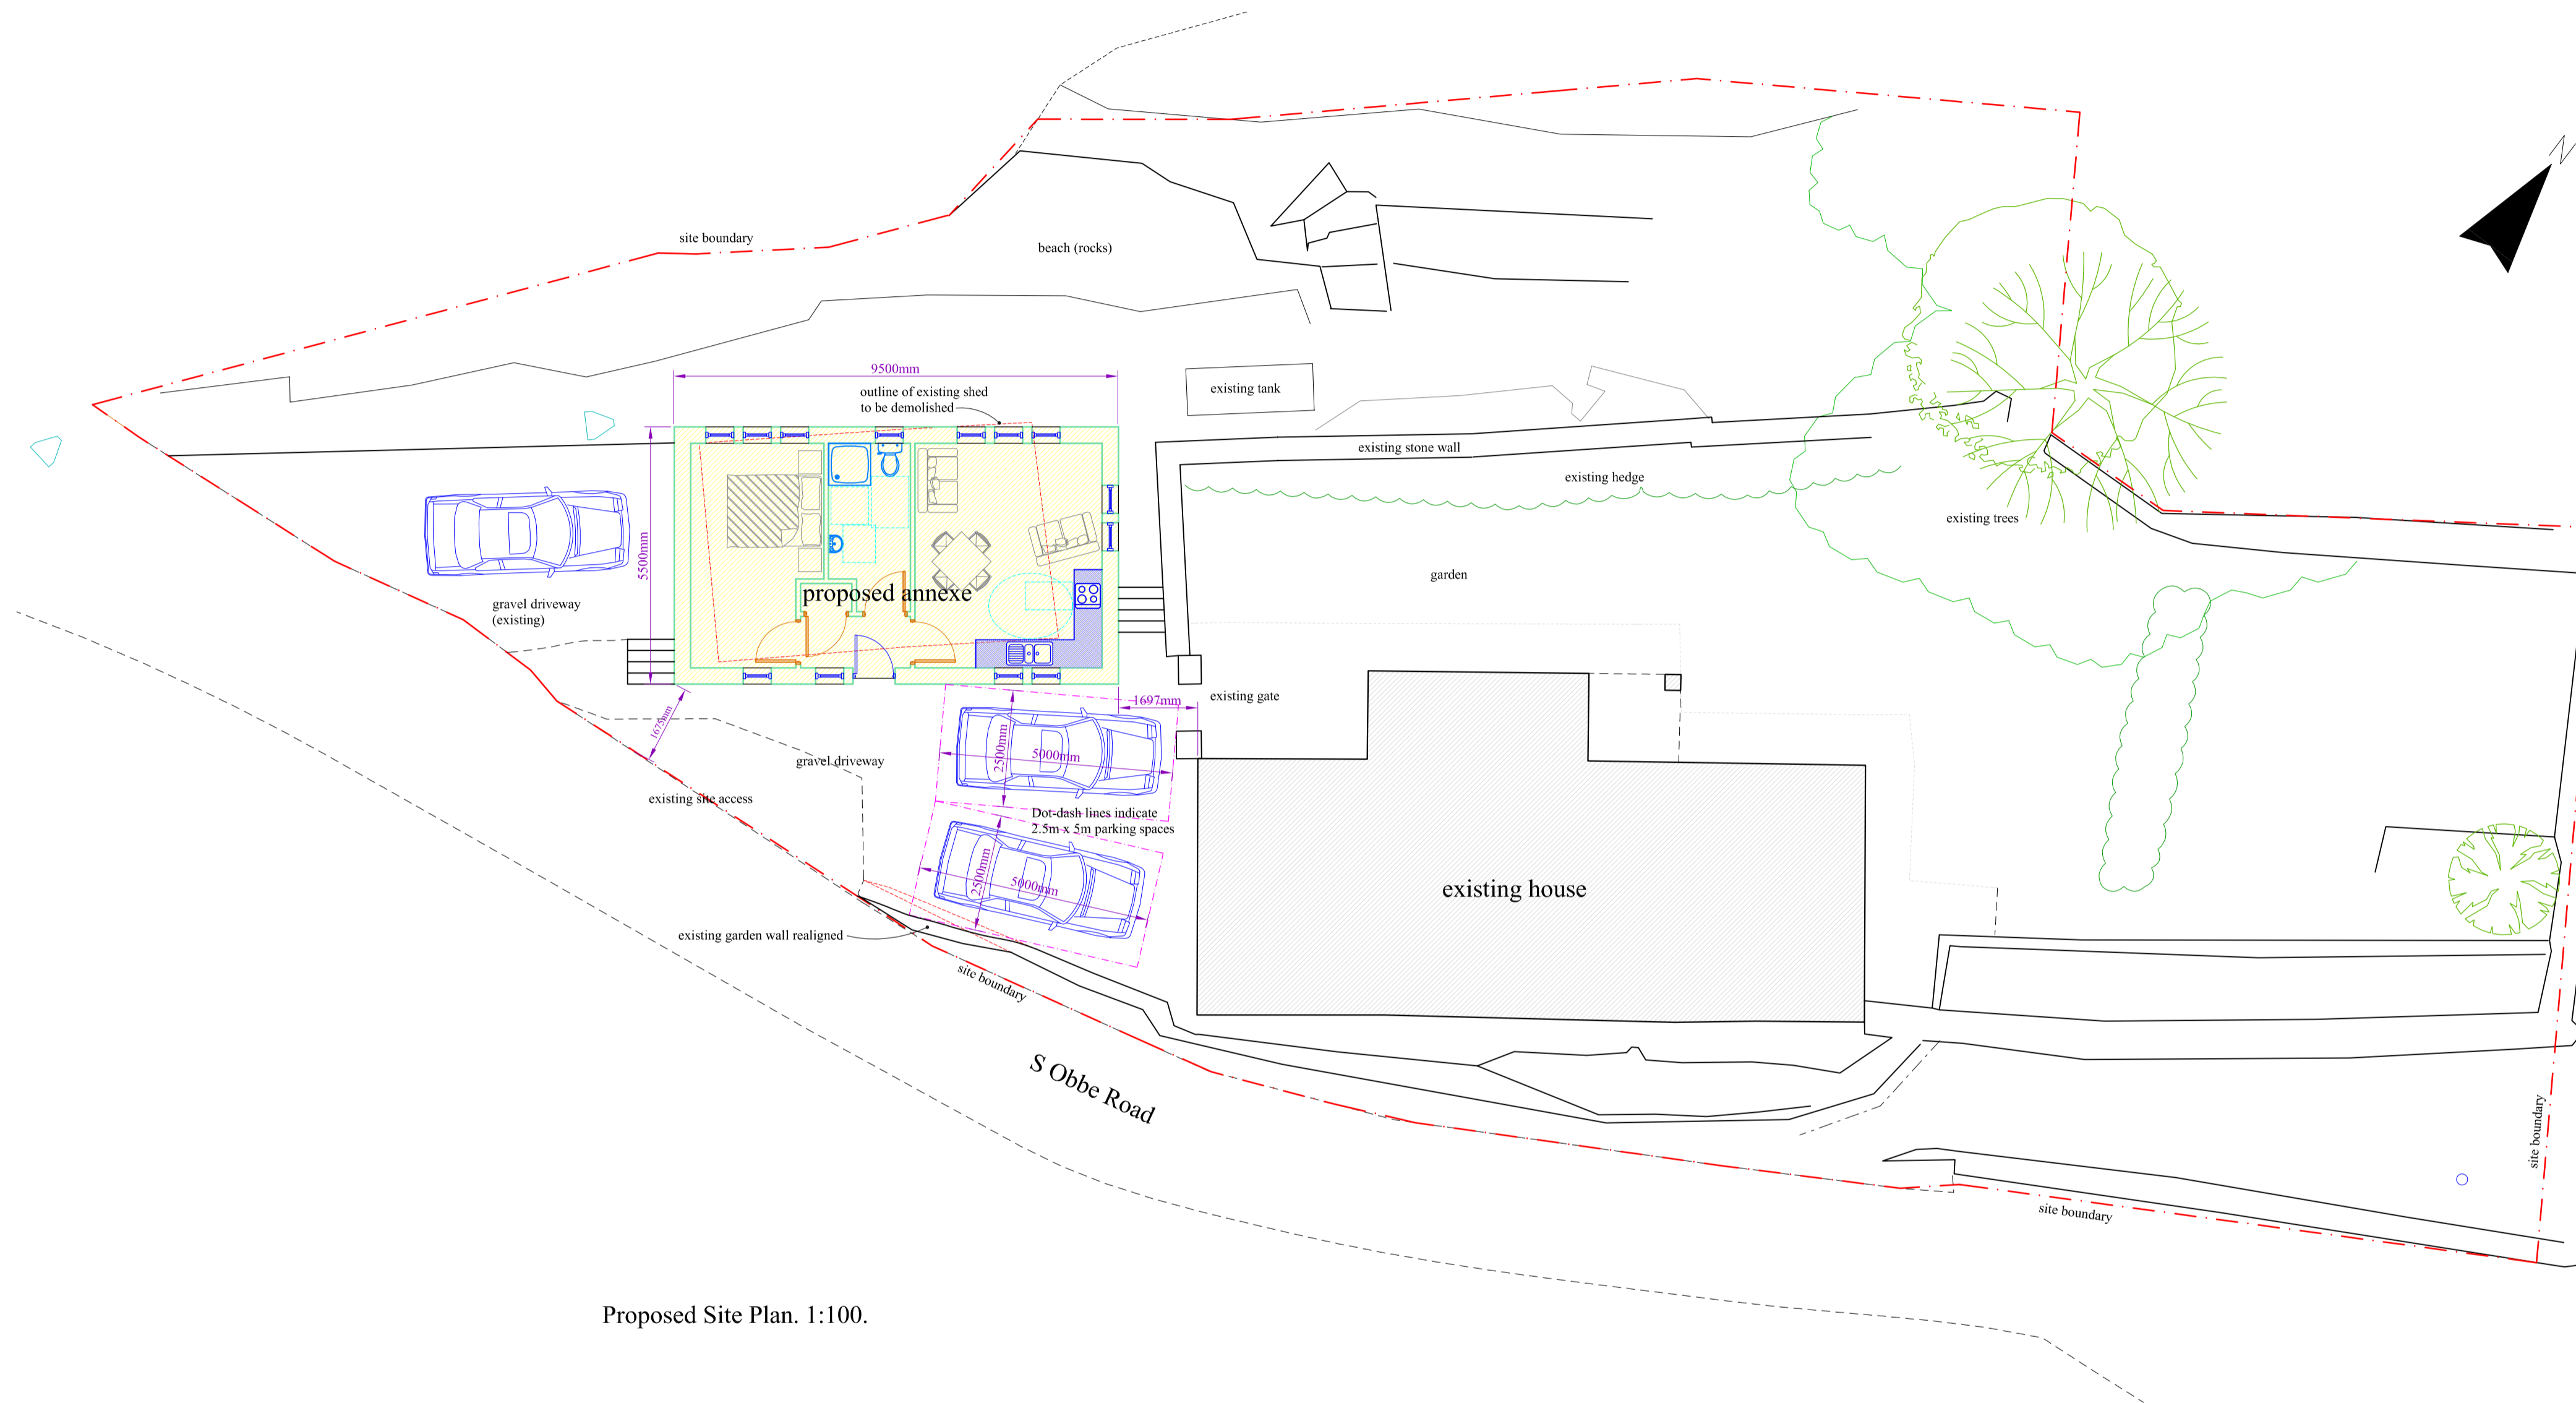 N
site boundary
beach (rocks)
9500mm
outline of existing shed
to be demolished
existing tank
existing stone wall
existing hedge
existing trees
5500mm
garden
proposed annexe
gravel driveway
(existing)
existing gate
1697mm
1675mm
2500mm
5000mm
gravel driveway
existing site access
Dot-dash lines indicate
2.5m x 5m parking spaces
2500mm
5000mm
existing house
existing garden wall realigned
site boundary
S Obbe Road
site boundary
site boundary
Proposed Site Plan. 1:100.